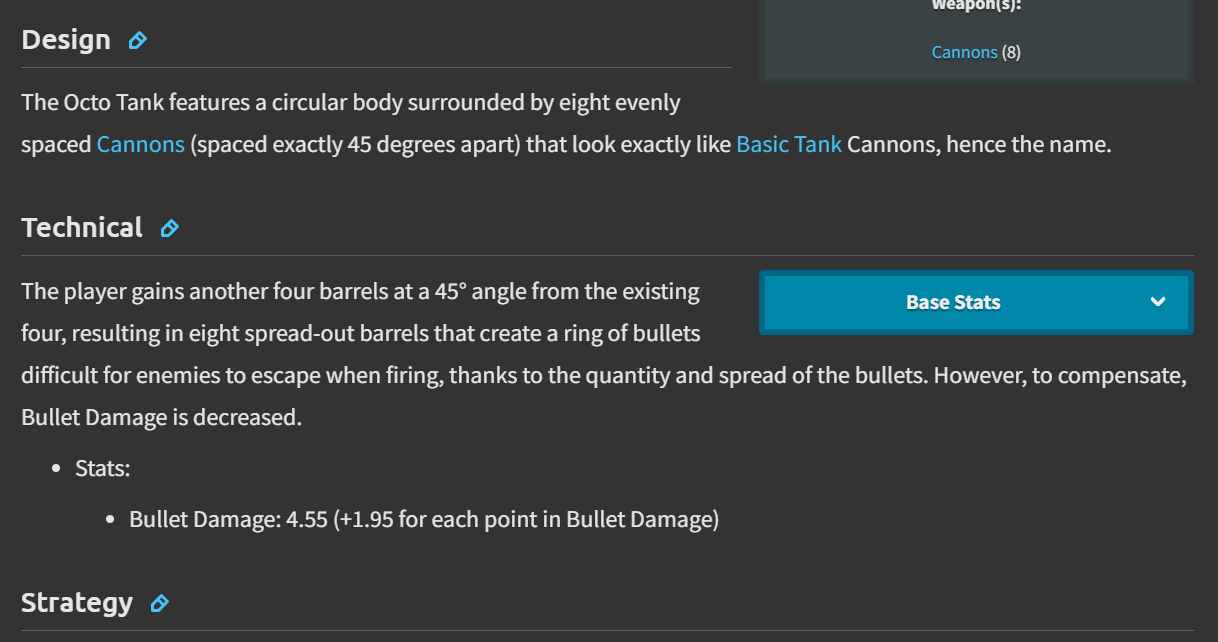 Weapon(s):
Cannons (8)
Design
The Octo Tank features a circular body surrounded by eight evenly
spaced Cannons (spaced exactly 45 degrees apart) that look exactly like Basic Tank Cannons, hence the name.
Technical
Base Stats
The player gains another four barrels at a 45° angle from the existing
four, resulting in eight spread-out barrels that create a ring of bullets
difficult for enemies to escape when firing, thanks to the quantity and spread of the bullets. However, to compensate,
Bullet Damage is decreased.
• Stats:
• Bullet Damage: 4.55 (+1.95 for each point in Bullet Damage)
Strategy